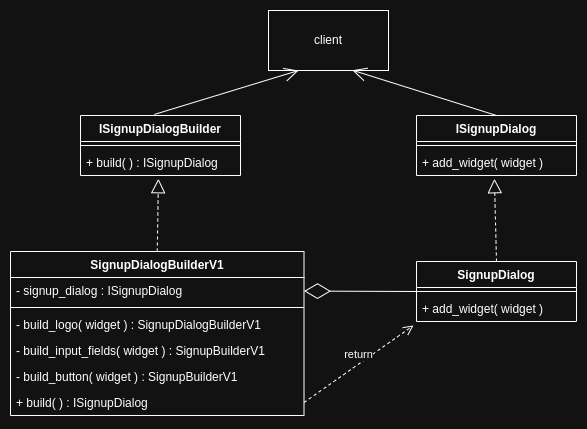 client
ISignupDialogBuilder
+ build( ) : ISignupDialog
ISignupDialog
+ add_widget( widget )
SignupDialogBuilderV1
- signup_dialog : ISignupDialog
- build_logo( widget ) : SignupDialogBuilderV1
- build_input_fields( widget ) : SignupBuilderV1
- build_button( widget ) : SignupBuilderV1
+ build( ) : ISignupDialog
SignupDialog
+ add_widget( widget )
return